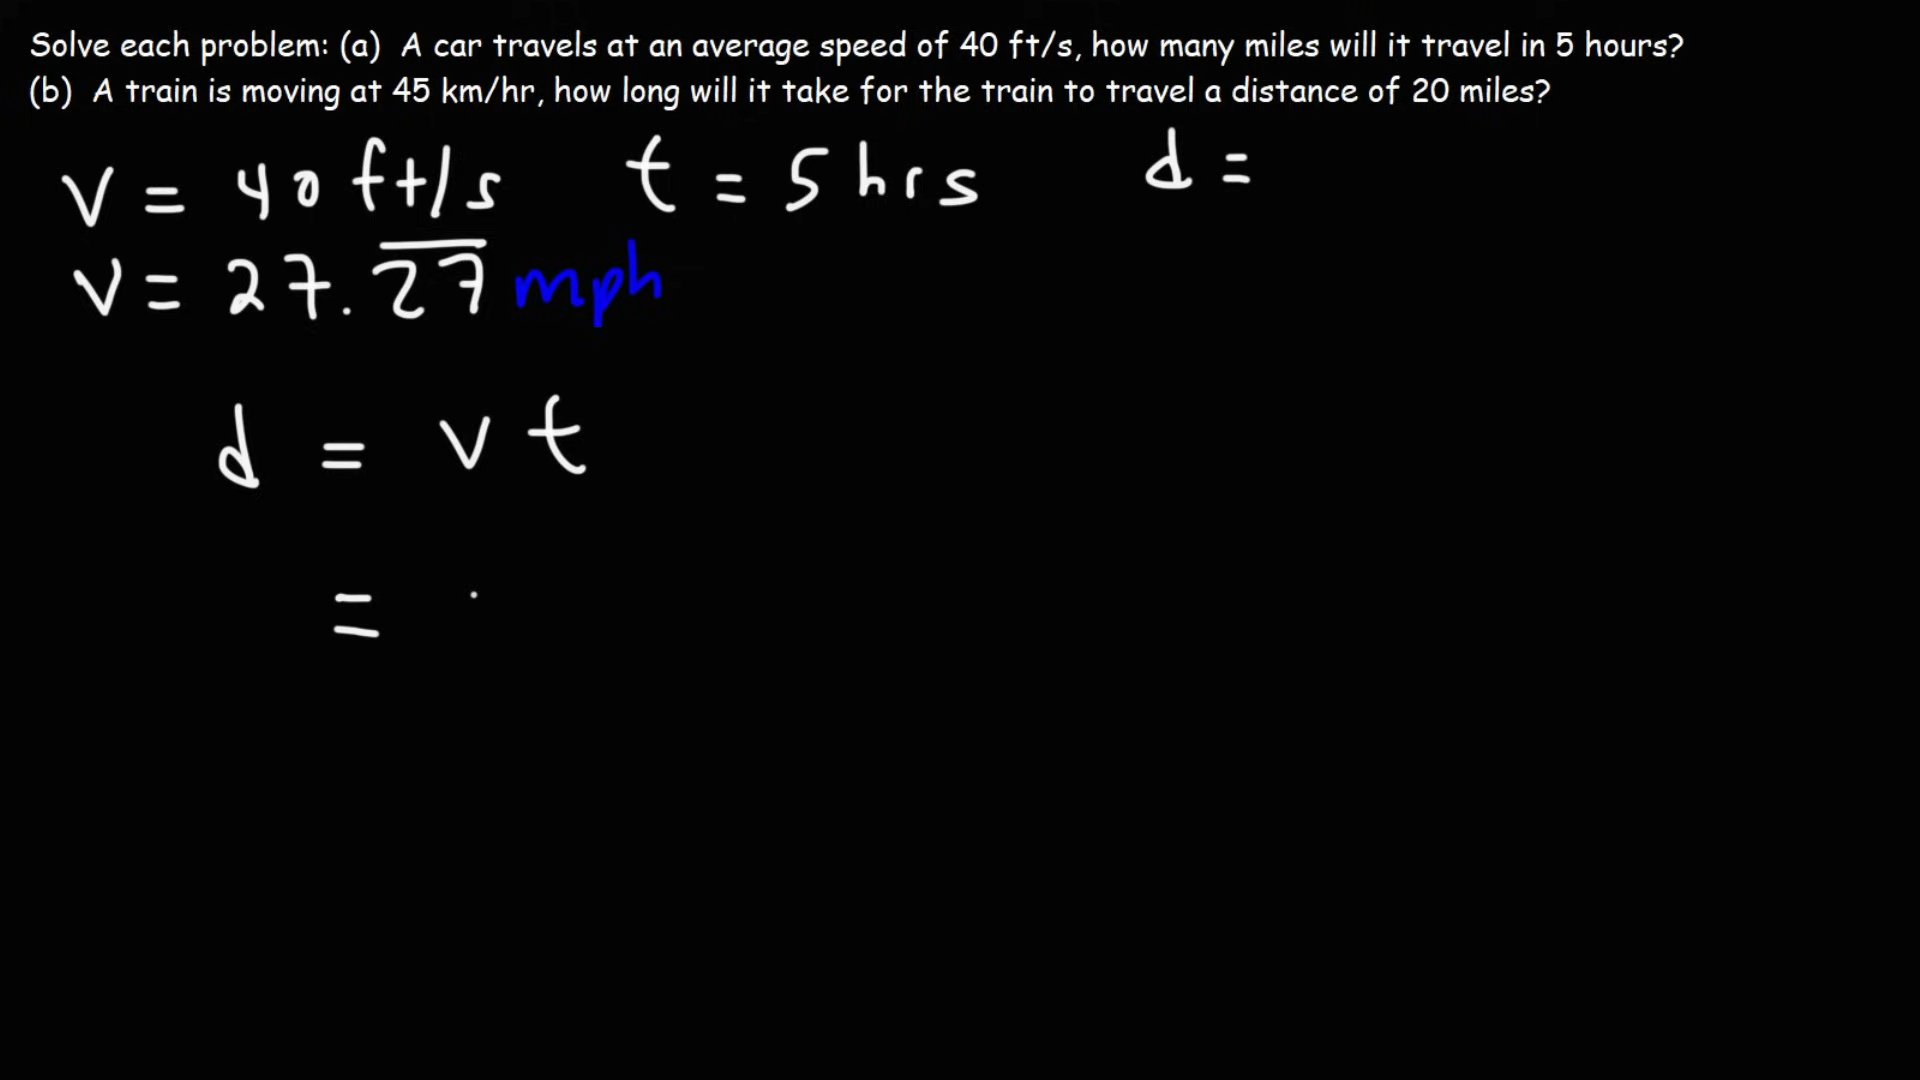 Solve each problem: (a) A car travels at an average speed of 40 ft/s, how many miles will it travel in 5 hours?
(b) A train is moving at 45 km/hr, how long will it take for the train to travel a distance of 20 miles?
v = 40 ft/s t = 5 hrs d =
v = 27.2̅7̅ mph
d = v t
=